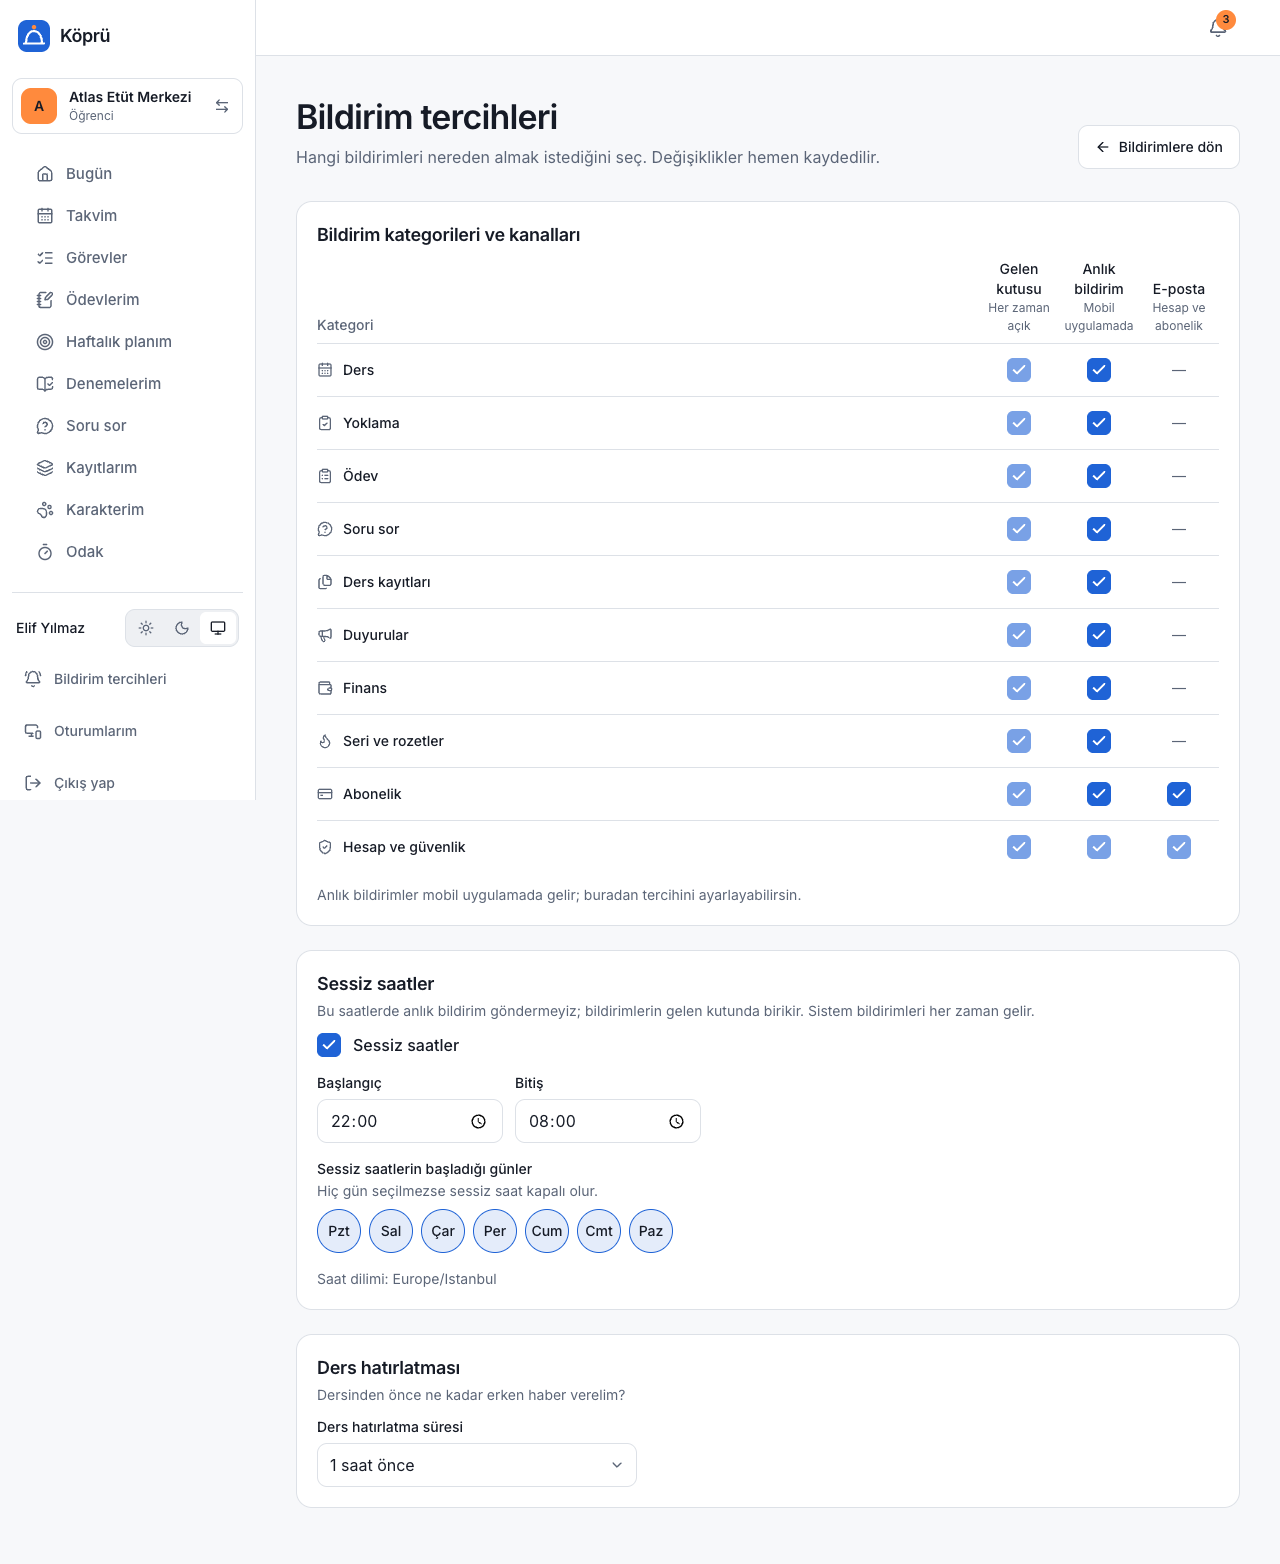 Köprü
3
A
Atlas Etüt Merkezi
Öğrenci
Bugün
Takvim
Görevler
Ödevlerim
Haftalık planım
Denemelerim
Soru sor
Kayıtlarım
Karakterim
Odak
Elif Yılmaz
Bildirim tercihleri
Oturumlarım
Çıkış yap
Bildirim tercihleri
Hangi bildirimleri nereden almak istediğini seç. Değişiklikler hemen kaydedilir.
Bildirimlere dön
Bildirim kategorileri ve kanalları
Kategori
Gelen
kutusu
Her zaman
açık
Anlık
bildirim
Mobil
uygulamada
E-posta
Hesap ve
abonelik
Ders —
Yoklama —
Ödev —
Soru sor —
Ders kayıtları —
Duyurular —
Finans —
Seri ve rozetler —
Abonelik
Hesap ve güvenlik
Anlık bildirimler mobil uygulamada gelir; buradan tercihini ayarlayabilirsin.
Sessiz saatler
Bu saatlerde anlık bildirim göndermeyiz; bildirimlerin gelen kutunda birikir. Sistem bildirimleri her zaman gelir.
Sessiz saatler
Başlangıç Bitiş
22:00 08:00
Sessiz saatlerin başladığı günler
Hiç gün seçilmezse sessiz saat kapalı olur.
Pzt Sal Çar Per Cum Cmt Paz
Saat dilimi: Europe/Istanbul
Ders hatırlatması
Dersinden önce ne kadar erken haber verelim?
Ders hatırlatma süresi
1 saat önce